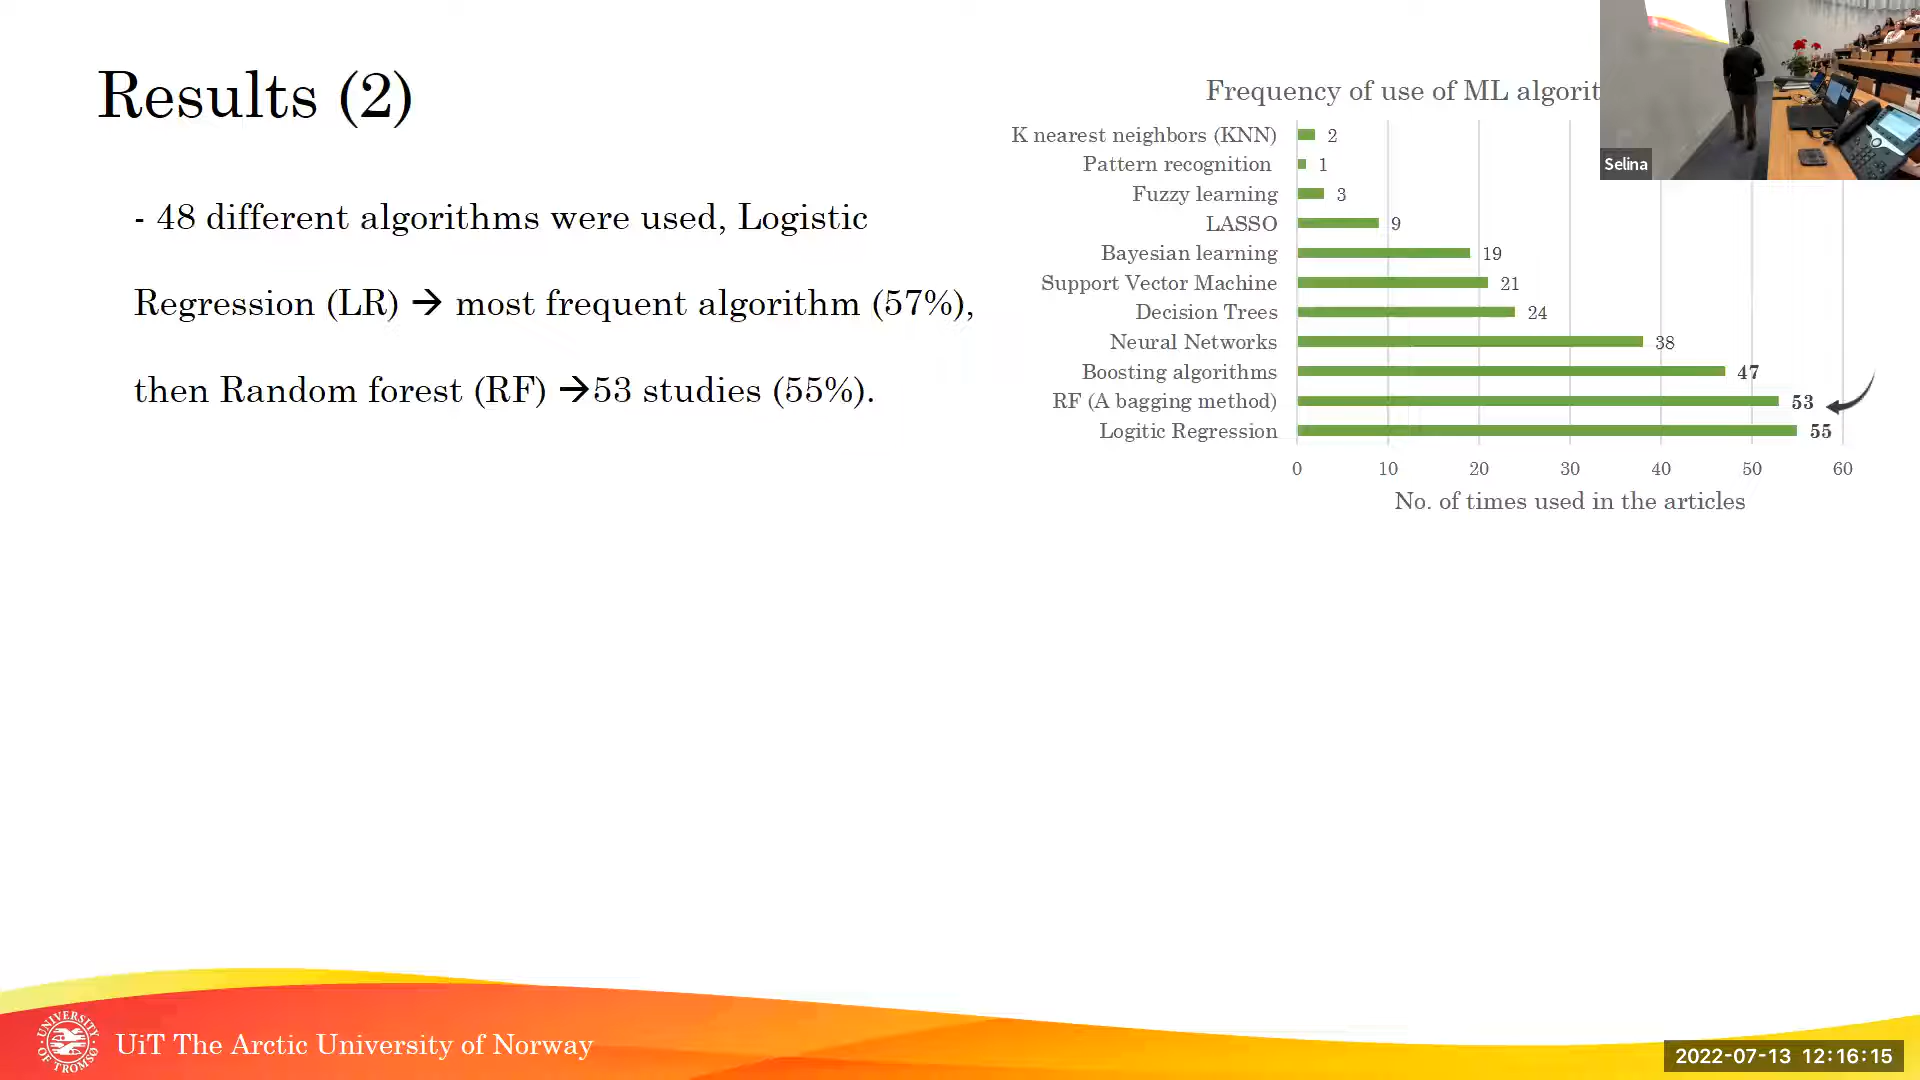 Results (2)
- 48 different algorithms were used, Logistic
Regression (LR) → most frequent algorithm (57%),
then Random forest (RF) →53 studies (55%).
Frequency of use of ML algorit
K nearest neighbors (KNN) 2
Pattern recognition 1
Fuzzy learning 3
LASSO 9
Bayesian learning 19
Support Vector Machine 21
Decision Trees 24
Neural Networks 38
Boosting algorithms 47
RF (A bagging method) 53
Logitic Regression 55
0 10 20 30 40 50 60
No. of times used in the articles
Selina
UNIVERSITY OF TROMSØ
UiT The Arctic University of Norway
2022-07-13 12:16:15